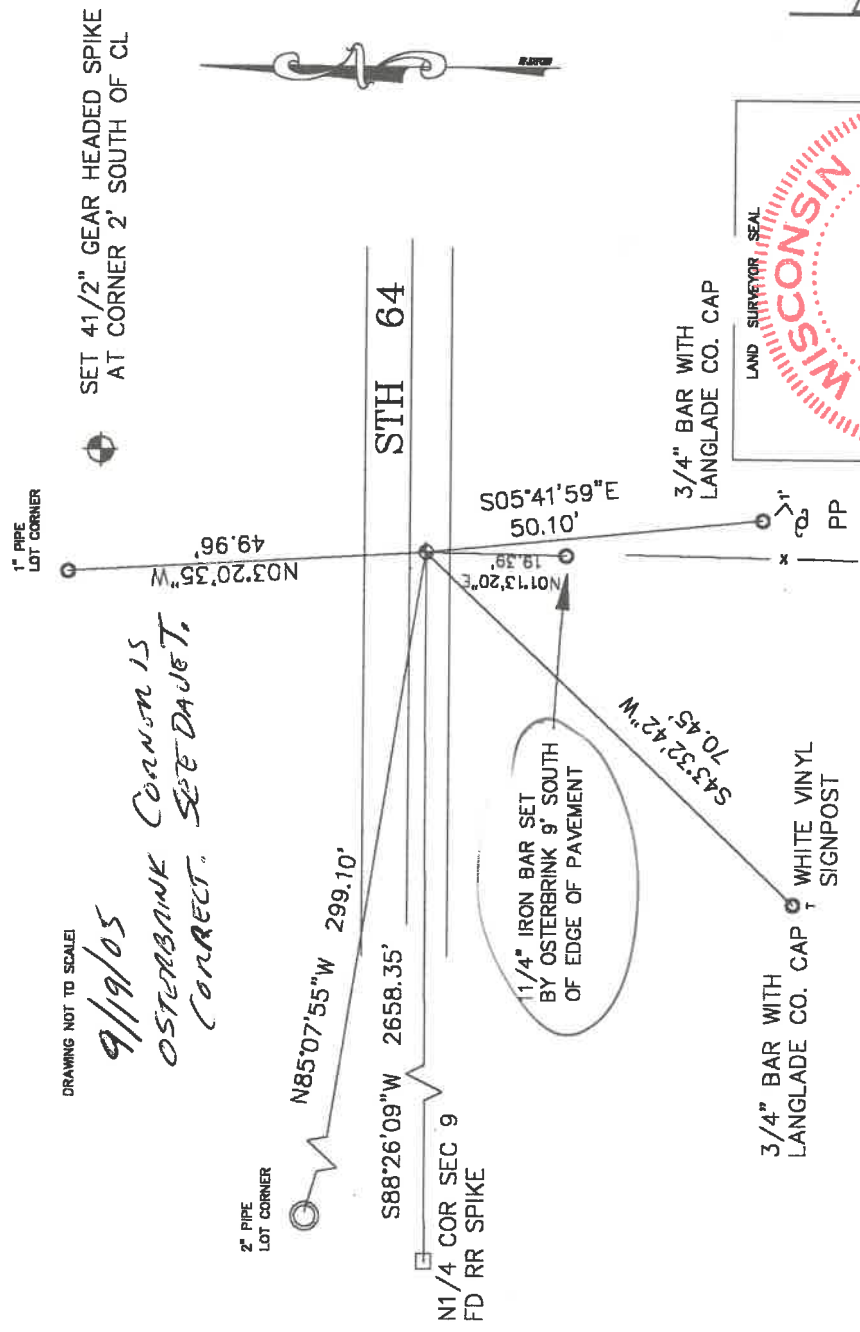 DRAWING NOT TO SCALE!
9/19/05
OSTERBRINK CORNER IS
CORRECT. SEE DAVE T.
1" PIPE
LOT CORNER
SET 41/2" GEAR HEADED SPIKE
AT CORNER 2' SOUTH OF CL
NORTH
N03°20'35"W
49.96'
2" PIPE
LOT CORNER
N85°07'55"W 299.10'
STH 64
S88°26'09"W 2658.35'
N1/4 COR SEC 9
FD RR SPIKE
N01°13'20"E
19.39'
S05°41'59"E
50.10'
3/4" BAR WITH
LANGLADE CO. CAP
PP
x
11/4" IRON BAR SET
BY OSTERBRINK 9' SOUTH
OF EDGE OF PAVEMENT
S43°32'42"W
70.45'
WHITE VINYL
SIGNPOST
3/4" BAR WITH
LANGLADE CO. CAP
LAND SURVEYOR SEAL
WISCONSIN